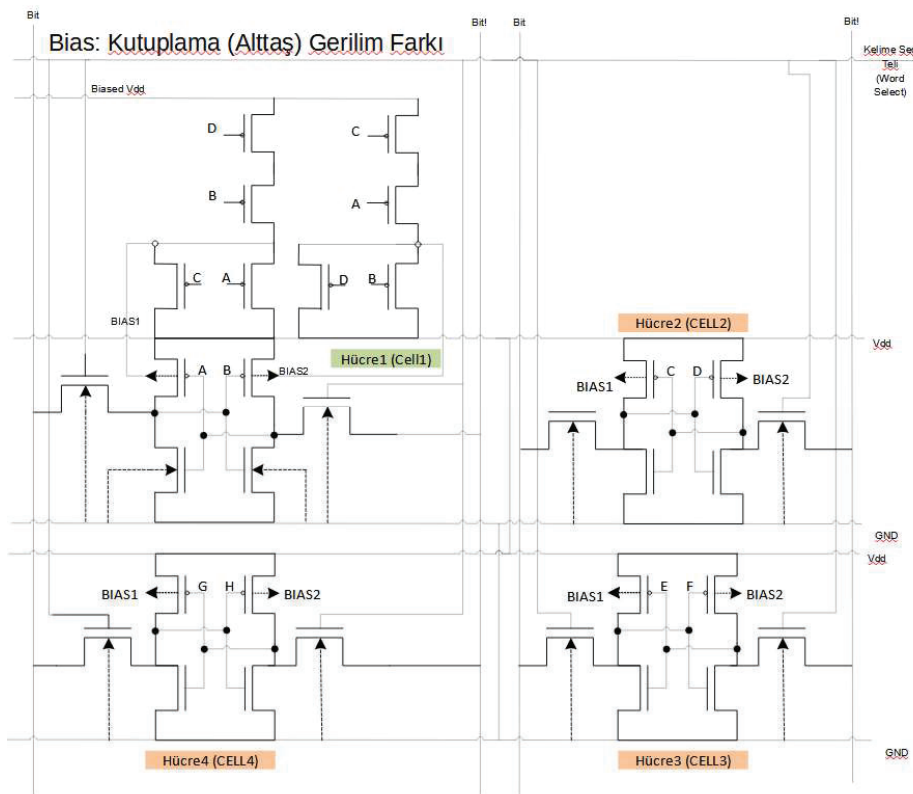 Bit
Bit!
Bit
Bit!
Bias: Kutuplama (Alttaş) Gerilim Farkı
Kelime Seç
Teli
(Word
Select)
Biased Vdd
D
C
B
A
C
A
D
B
BIAS1
Hücre1 (Cell1)
Hücre2 (CELL2)
Vdd
A
B
BIAS2
BIAS1
C
D
BIAS2
GND
Vdd
BIAS1
G
H
BIAS2
BIAS1
E
F
BIAS2
Hücre4 (CELL4)
Hücre3 (CELL3)
GND